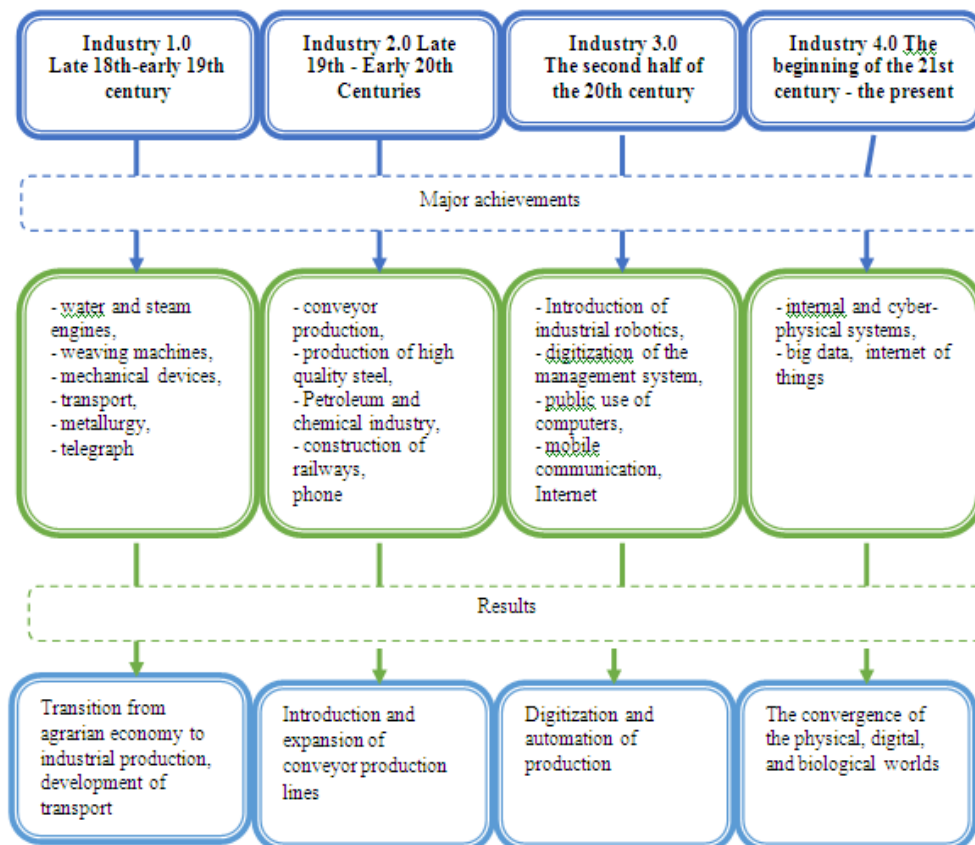 Industry 1.0
Late 18th-early 19th
century
Industry 2.0 Late
19th - Early 20th
Centuries
Industry 3.0
The second half of
the 20th century
Industry 4.0 The
beginning of the 21st
century - the present
Major achievements
- water and steam
engines,
- weaving machines,
- mechanical devices,
- transport,
- metallurgy,
- telegraph
- conveyor
production,
- production of high
quality steel,
- Petroleum and
chemical industry,
- construction of
railways,
phone
- Introduction of
industrial robotics,
- digitization of the
management system,
- public use of
computers,
- mobile
communication,
Internet
- internal and cyber-
physical systems,
- big data, internet of
things
Results
Transition from
agrarian economy to
industrial production,
development of
transport
Introduction and
expansion of
conveyor production
lines
Digitization and
automation of
production
The convergence of
the physical, digital,
and biological worlds